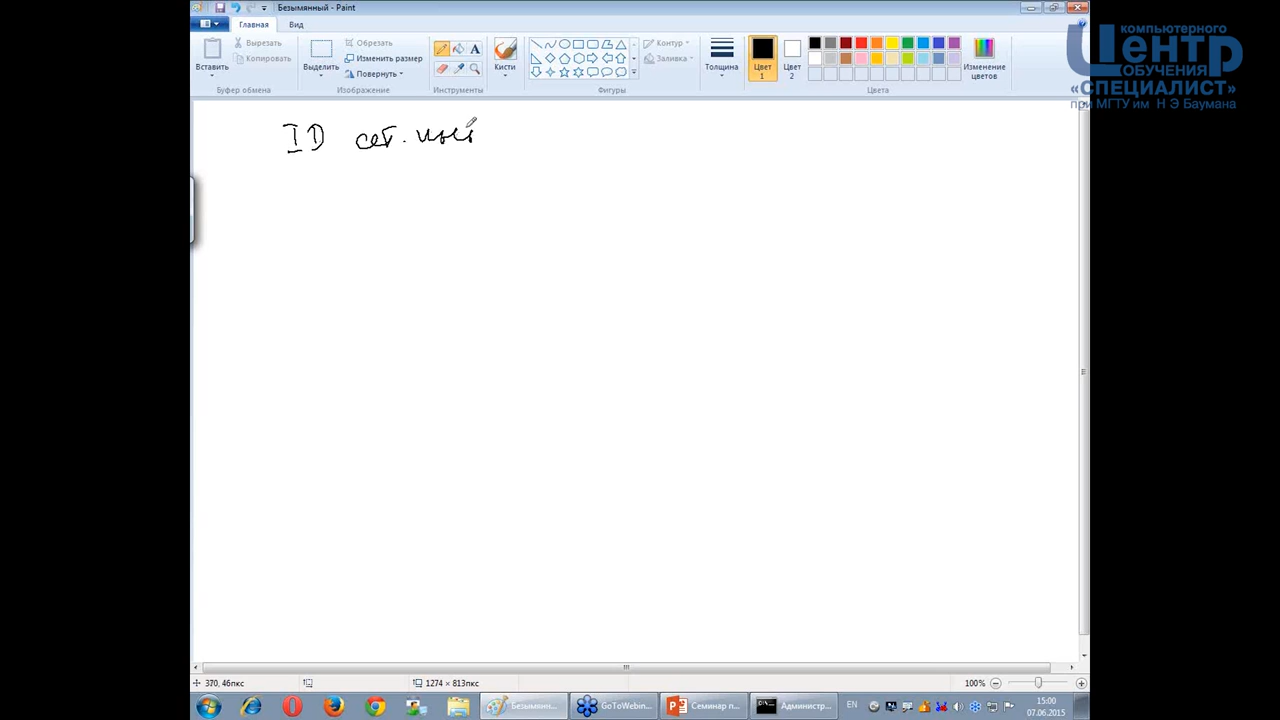 Безымянный - Paint
Главная Вид
Вставить
Вырезать
Копировать
Буфер обмена
Выделить
Обрезать
Изменить размер
Повернуть
Изображение
A
Инструменты
Кисти
Контур
Заливка
Фигуры
Толщина
Цвет
1
Цвет
2
Изменение
цветов
Цвета
компьютерного
Центр
ОБУЧЕНИЯ
«СПЕЦИАЛИСТ»
при МГТУ им Н Э Баумана
ID сет.
370, 46пкс
1274 × 813пкс
100%
Безымянн...
GoToWebin...
Семинар п...
Администр...
EN
15:00
07.06.2015